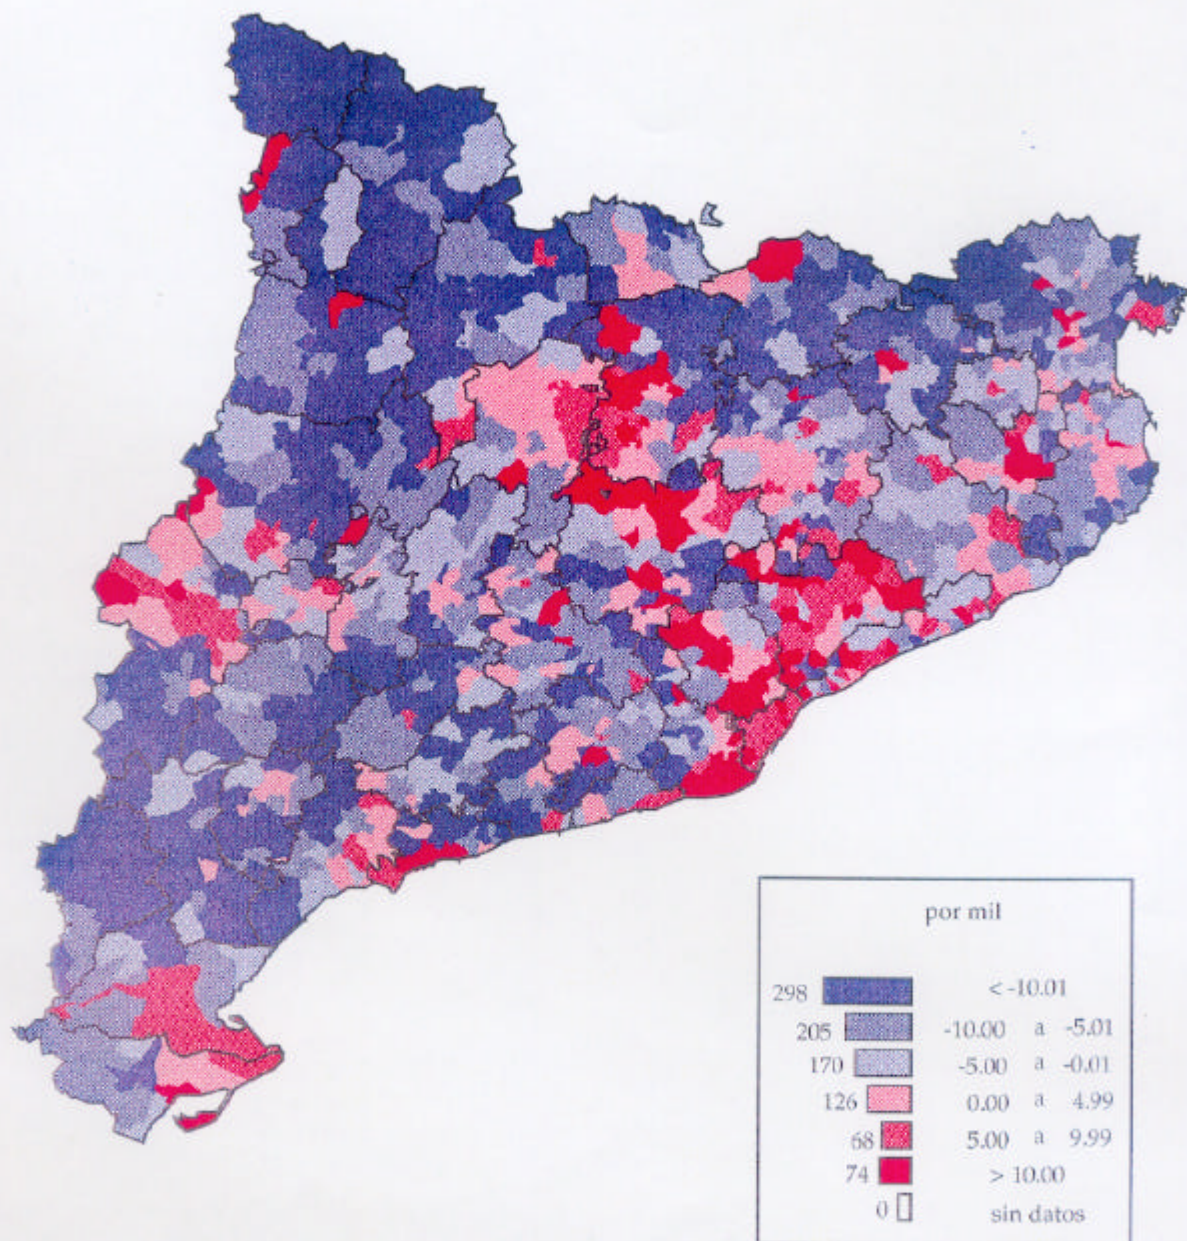 por mil
298 < -10.01
205 -10.00 a -5.01
170 -5.00 a -0.01
126 0.00 a 4.99
68 5.00 a 9.99
74 > 10.00
0 sin datos